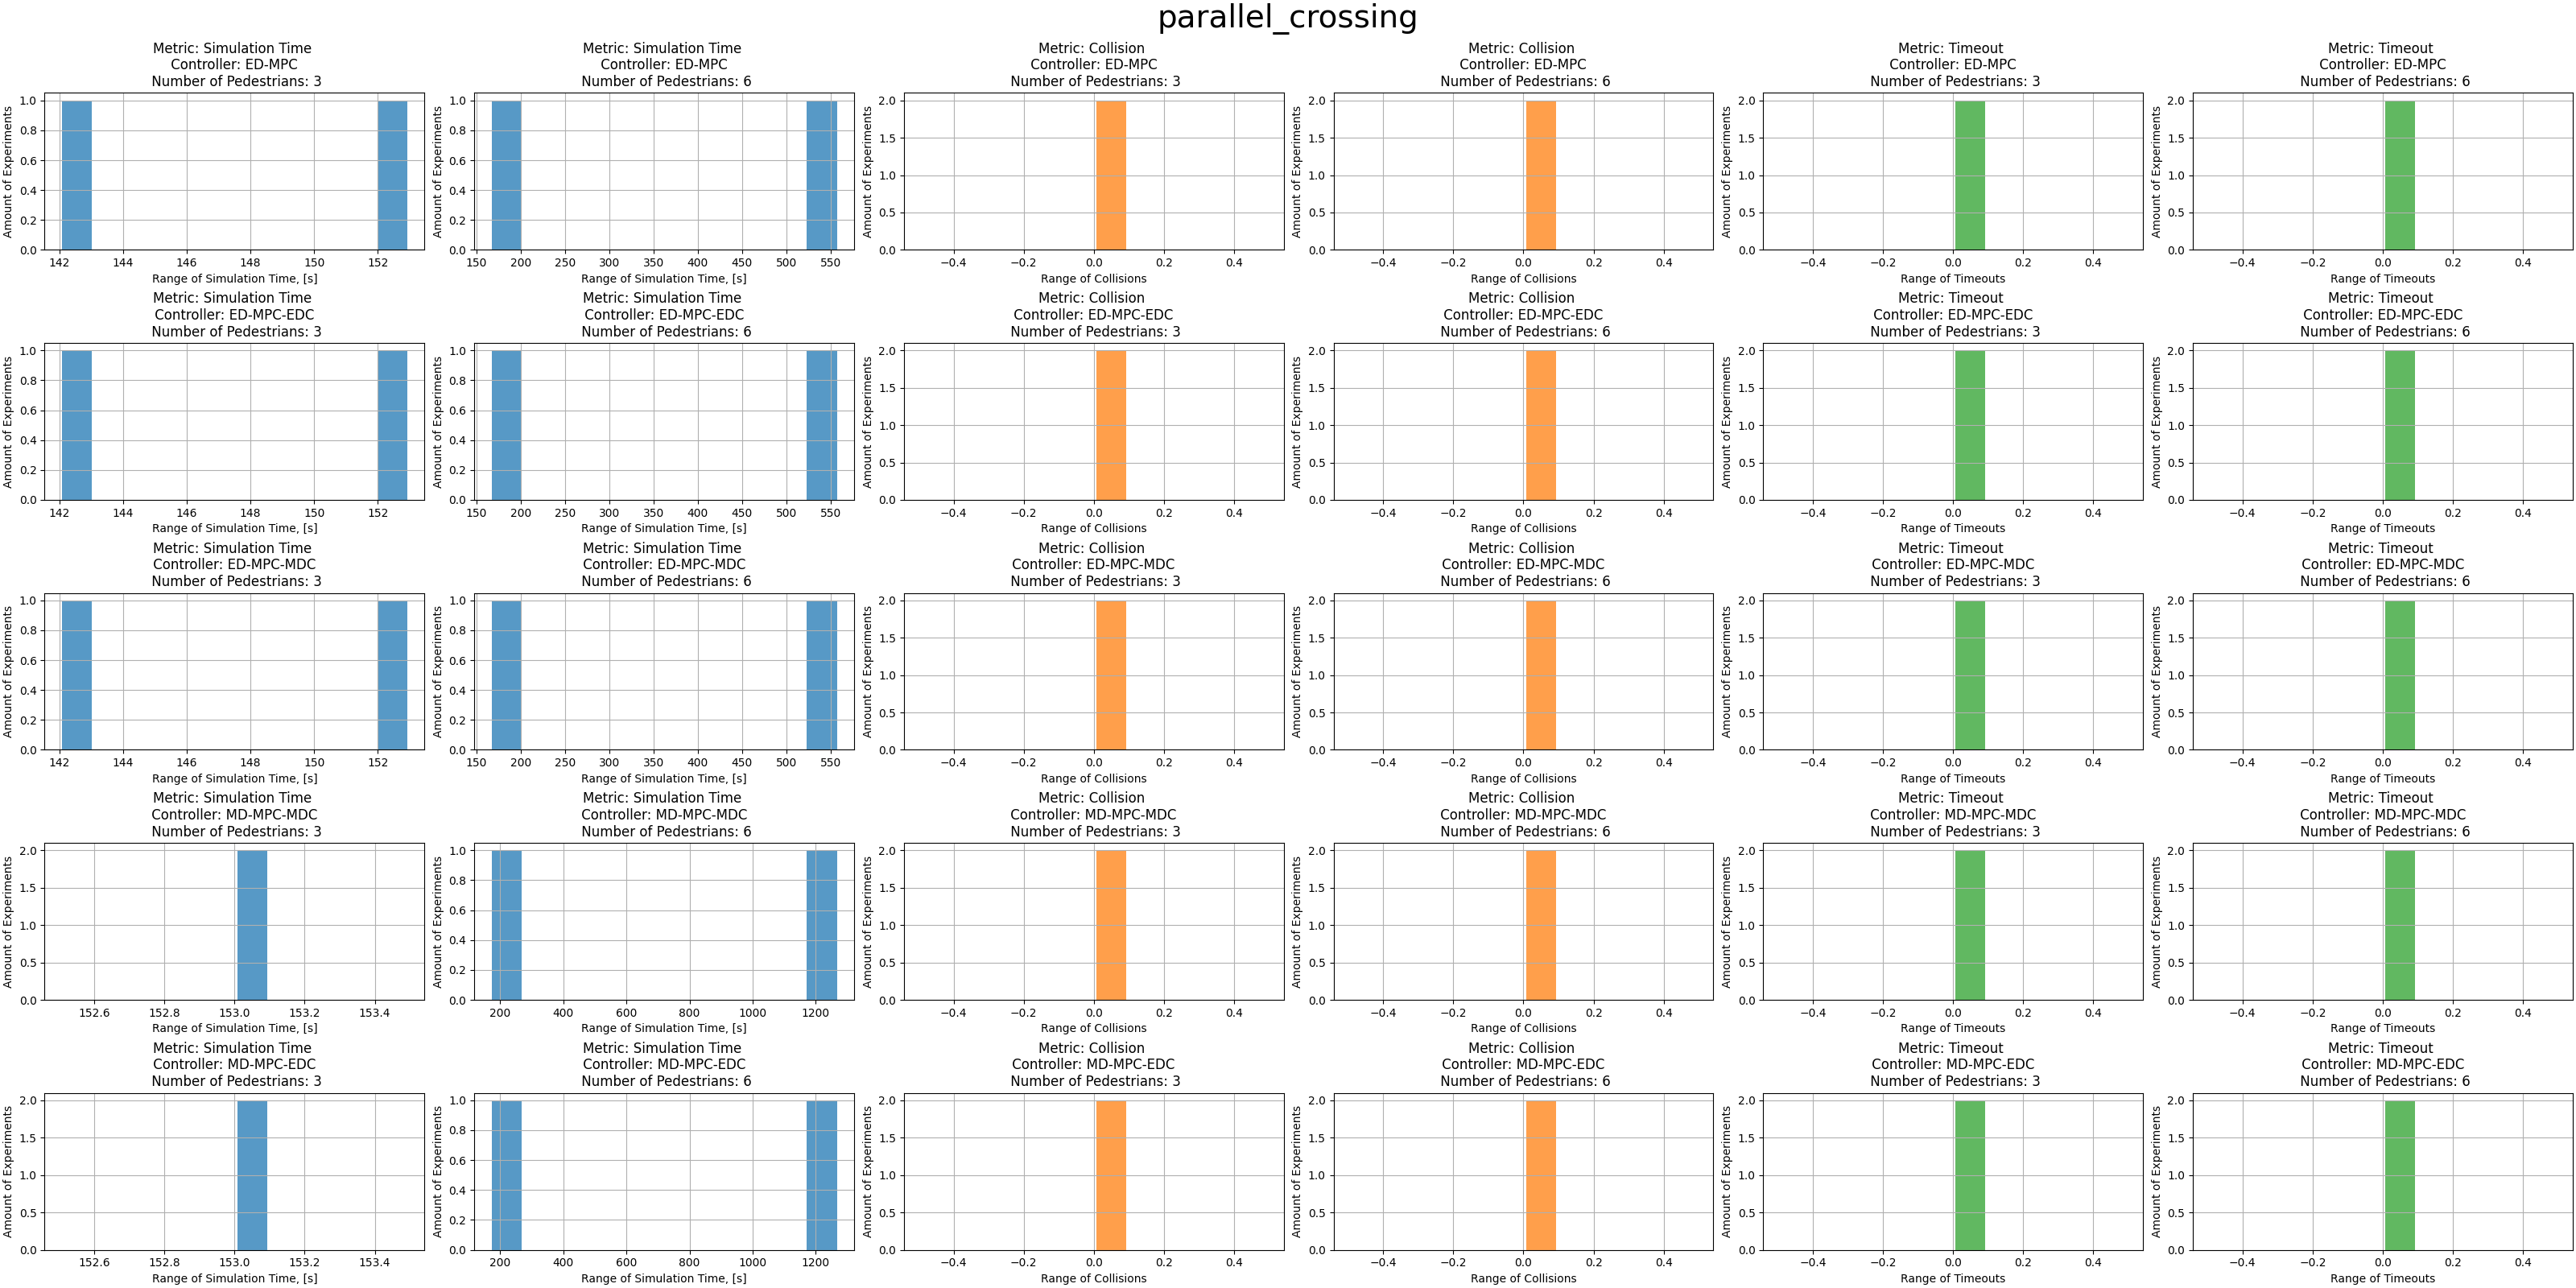 parallel_crossing
Metric: Simulation Time Metric: Simulation Time Metric: Collision Metric: Collision Metric: Timeout Metric: Timeout
Controller: ED-MPC Controller: ED-MPC Controller: ED-MPC Controller: ED-MPC Controller: ED-MPC Controller: ED-MPC
Number of Pedestrians: 3 Number of Pedestrians: 6 Number of Pedestrians: 3 Number of Pedestrians: 6 Number of Pedestrians: 3 Number of Pedestrians: 6
Amount of Experiments Amount of Experiments Amount of Experiments Amount of Experiments Amount of Experiments Amount of Experiments
1.0 1.0 2.0 2.0 2.0 2.0
0.8 0.8 1.5 1.5 1.5 1.5
0.6 0.6 1.0 1.0 1.0 1.0
0.4 0.4 0.5 0.5 0.5 0.5
0.2 0.2
0.0 0.0 0.0 0.0 0.0 0.0
142 144 146 148 150 152 150 200 250 300 350 400 450 500 550 −0.4 −0.2 0.0 0.2 0.4 −0.4 −0.2 0.0 0.2 0.4 −0.4 −0.2 0.0 0.2 0.4 −0.4 −0.2 0.0 0.2 0.4
Range of Simulation Time, [s] Range of Simulation Time, [s] Range of Collisions Range of Collisions Range of Timeouts Range of Timeouts
Metric: Simulation Time Metric: Simulation Time Metric: Collision Metric: Collision Metric: Timeout Metric: Timeout
Controller: ED-MPC-EDC Controller: ED-MPC-EDC Controller: ED-MPC-EDC Controller: ED-MPC-EDC Controller: ED-MPC-EDC Controller: ED-MPC-EDC
Number of Pedestrians: 3 Number of Pedestrians: 6 Number of Pedestrians: 3 Number of Pedestrians: 6 Number of Pedestrians: 3 Number of Pedestrians: 6
Amount of Experiments Amount of Experiments Amount of Experiments Amount of Experiments Amount of Experiments Amount of Experiments
1.0 1.0 2.0 2.0 2.0 2.0
0.8 0.8 1.5 1.5 1.5 1.5
0.6 0.6 1.0 1.0 1.0 1.0
0.4 0.4 0.5 0.5 0.5 0.5
0.2 0.2
0.0 0.0 0.0 0.0 0.0 0.0
142 144 146 148 150 152 150 200 250 300 350 400 450 500 550 −0.4 −0.2 0.0 0.2 0.4 −0.4 −0.2 0.0 0.2 0.4 −0.4 −0.2 0.0 0.2 0.4 −0.4 −0.2 0.0 0.2 0.4
Range of Simulation Time, [s] Range of Simulation Time, [s] Range of Collisions Range of Collisions Range of Timeouts Range of Timeouts
Metric: Simulation Time Metric: Simulation Time Metric: Collision Metric: Collision Metric: Timeout Metric: Timeout
Controller: ED-MPC-MDC Controller: ED-MPC-MDC Controller: ED-MPC-MDC Controller: ED-MPC-MDC Controller: ED-MPC-MDC Controller: ED-MPC-MDC
Number of Pedestrians: 3 Number of Pedestrians: 6 Number of Pedestrians: 3 Number of Pedestrians: 6 Number of Pedestrians: 3 Number of Pedestrians: 6
Amount of Experiments Amount of Experiments Amount of Experiments Amount of Experiments Amount of Experiments Amount of Experiments
1.0 1.0 2.0 2.0 2.0 2.0
0.8 0.8 1.5 1.5 1.5 1.5
0.6 0.6 1.0 1.0 1.0 1.0
0.4 0.4 0.5 0.5 0.5 0.5
0.2 0.2
0.0 0.0 0.0 0.0 0.0 0.0
142 144 146 148 150 152 150 200 250 300 350 400 450 500 550 −0.4 −0.2 0.0 0.2 0.4 −0.4 −0.2 0.0 0.2 0.4 −0.4 −0.2 0.0 0.2 0.4 −0.4 −0.2 0.0 0.2 0.4
Range of Simulation Time, [s] Range of Simulation Time, [s] Range of Collisions Range of Collisions Range of Timeouts Range of Timeouts
Metric: Simulation Time Metric: Simulation Time Metric: Collision Metric: Collision Metric: Timeout Metric: Timeout
Controller: MD-MPC-MDC Controller: MD-MPC-MDC Controller: MD-MPC-MDC Controller: MD-MPC-MDC Controller: MD-MPC-MDC Controller: MD-MPC-MDC
Number of Pedestrians: 3 Number of Pedestrians: 6 Number of Pedestrians: 3 Number of Pedestrians: 6 Number of Pedestrians: 3 Number of Pedestrians: 6
Amount of Experiments Amount of Experiments Amount of Experiments Amount of Experiments Amount of Experiments Amount of Experiments
2.0 1.0 2.0 2.0 2.0 2.0
1.5 0.8 1.5 1.5 1.5 1.5
1.0 0.6 1.0 1.0 1.0 1.0
0.5 0.4 0.5 0.5 0.5 0.5
0.2
0.0 0.0 0.0 0.0 0.0 0.0
152.6 152.8 153.0 153.2 153.4 200 400 600 800 1000 1200 −0.4 −0.2 0.0 0.2 0.4 −0.4 −0.2 0.0 0.2 0.4 −0.4 −0.2 0.0 0.2 0.4 −0.4 −0.2 0.0 0.2 0.4
Range of Simulation Time, [s] Range of Simulation Time, [s] Range of Collisions Range of Collisions Range of Timeouts Range of Timeouts
Metric: Simulation Time Metric: Simulation Time Metric: Collision Metric: Collision Metric: Timeout Metric: Timeout
Controller: MD-MPC-EDC Controller: MD-MPC-EDC Controller: MD-MPC-EDC Controller: MD-MPC-EDC Controller: MD-MPC-EDC Controller: MD-MPC-EDC
Number of Pedestrians: 3 Number of Pedestrians: 6 Number of Pedestrians: 3 Number of Pedestrians: 6 Number of Pedestrians: 3 Number of Pedestrians: 6
Amount of Experiments Amount of Experiments Amount of Experiments Amount of Experiments Amount of Experiments Amount of Experiments
2.0 1.0 2.0 2.0 2.0 2.0
1.5 0.8 1.5 1.5 1.5 1.5
1.0 0.6 1.0 1.0 1.0 1.0
0.5 0.4 0.5 0.5 0.5 0.5
0.2
0.0 0.0 0.0 0.0 0.0 0.0
152.6 152.8 153.0 153.2 153.4 200 400 600 800 1000 1200 −0.4 −0.2 0.0 0.2 0.4 −0.4 −0.2 0.0 0.2 0.4 −0.4 −0.2 0.0 0.2 0.4 −0.4 −0.2 0.0 0.2 0.4
Range of Simulation Time, [s] Range of Simulation Time, [s] Range of Collisions Range of Collisions Range of Timeouts Range of Timeouts